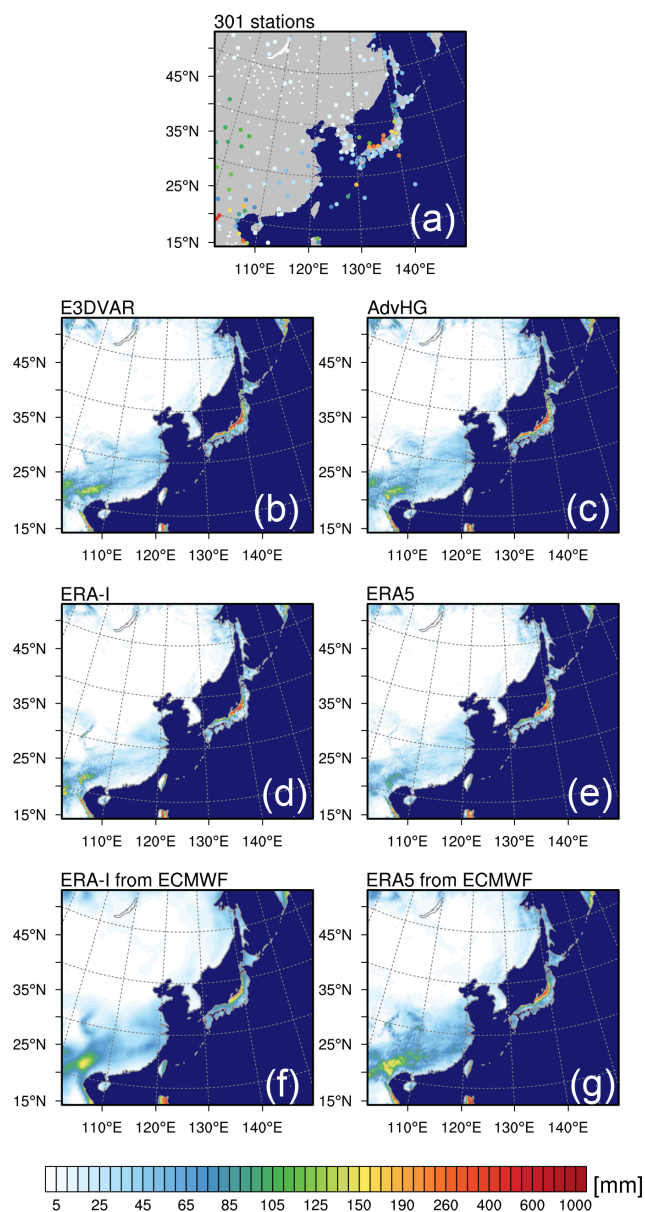 301 stations
45°N
35°N
25°N
15°N
(a)
110°E 120°E 130°E 140°E
E3DVAR
45°N
35°N
25°N
15°N
(b)
110°E 120°E 130°E 140°E
AdvHG
45°N
35°N
25°N
15°N
(c)
110°E 120°E 130°E 140°E
ERA-I
45°N
35°N
25°N
15°N
(d)
110°E 120°E 130°E 140°E
ERA5
45°N
35°N
25°N
15°N
(e)
110°E 120°E 130°E 140°E
ERA-I from ECMWF
45°N
35°N
25°N
15°N
(f)
110°E 120°E 130°E 140°E
ERA5 from ECMWF
45°N
35°N
25°N
15°N
(g)
110°E 120°E 130°E 140°E
[mm]
5 25 45 65 85 105 125 150 190 260 400 600 1000